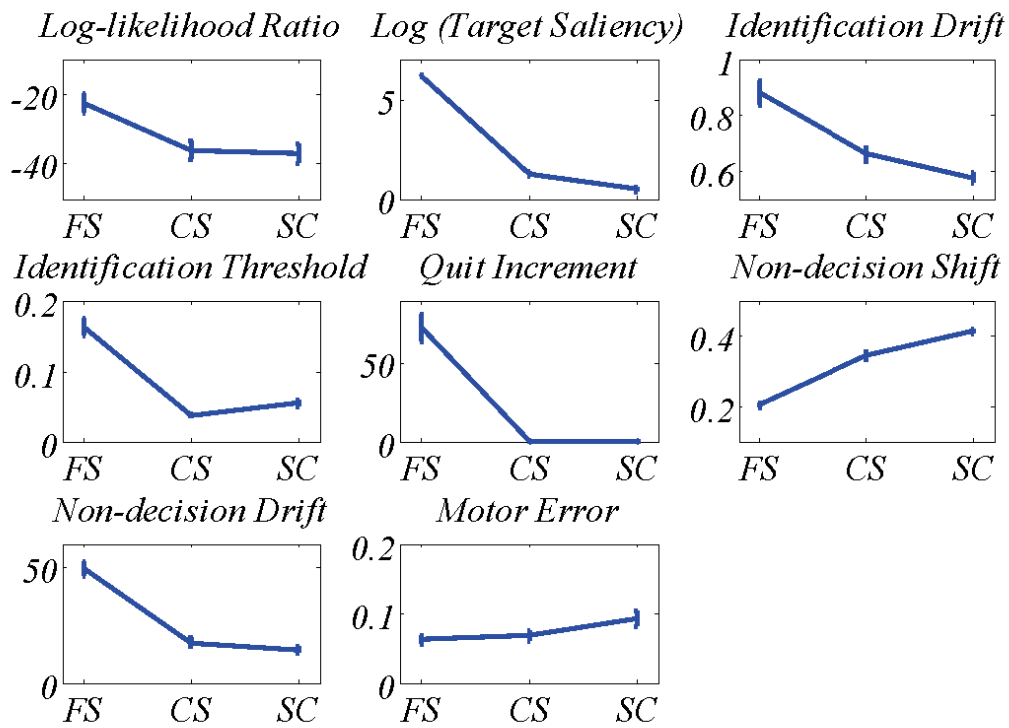 Log-likelihood Ratio
-20
-40
FS CS SC
Log (Target Saliency)
5
0
FS CS SC
Identification Drift
1
0.8
0.6
FS CS SC
Identification Threshold
0.2
0.1
0
FS CS SC
Quit Increment
50
0
FS CS SC
Non-decision Shift
0.4
0.2
FS CS SC
Non-decision Drift
50
0
FS CS SC
Motor Error
0.2
0.1
0
FS CS SC